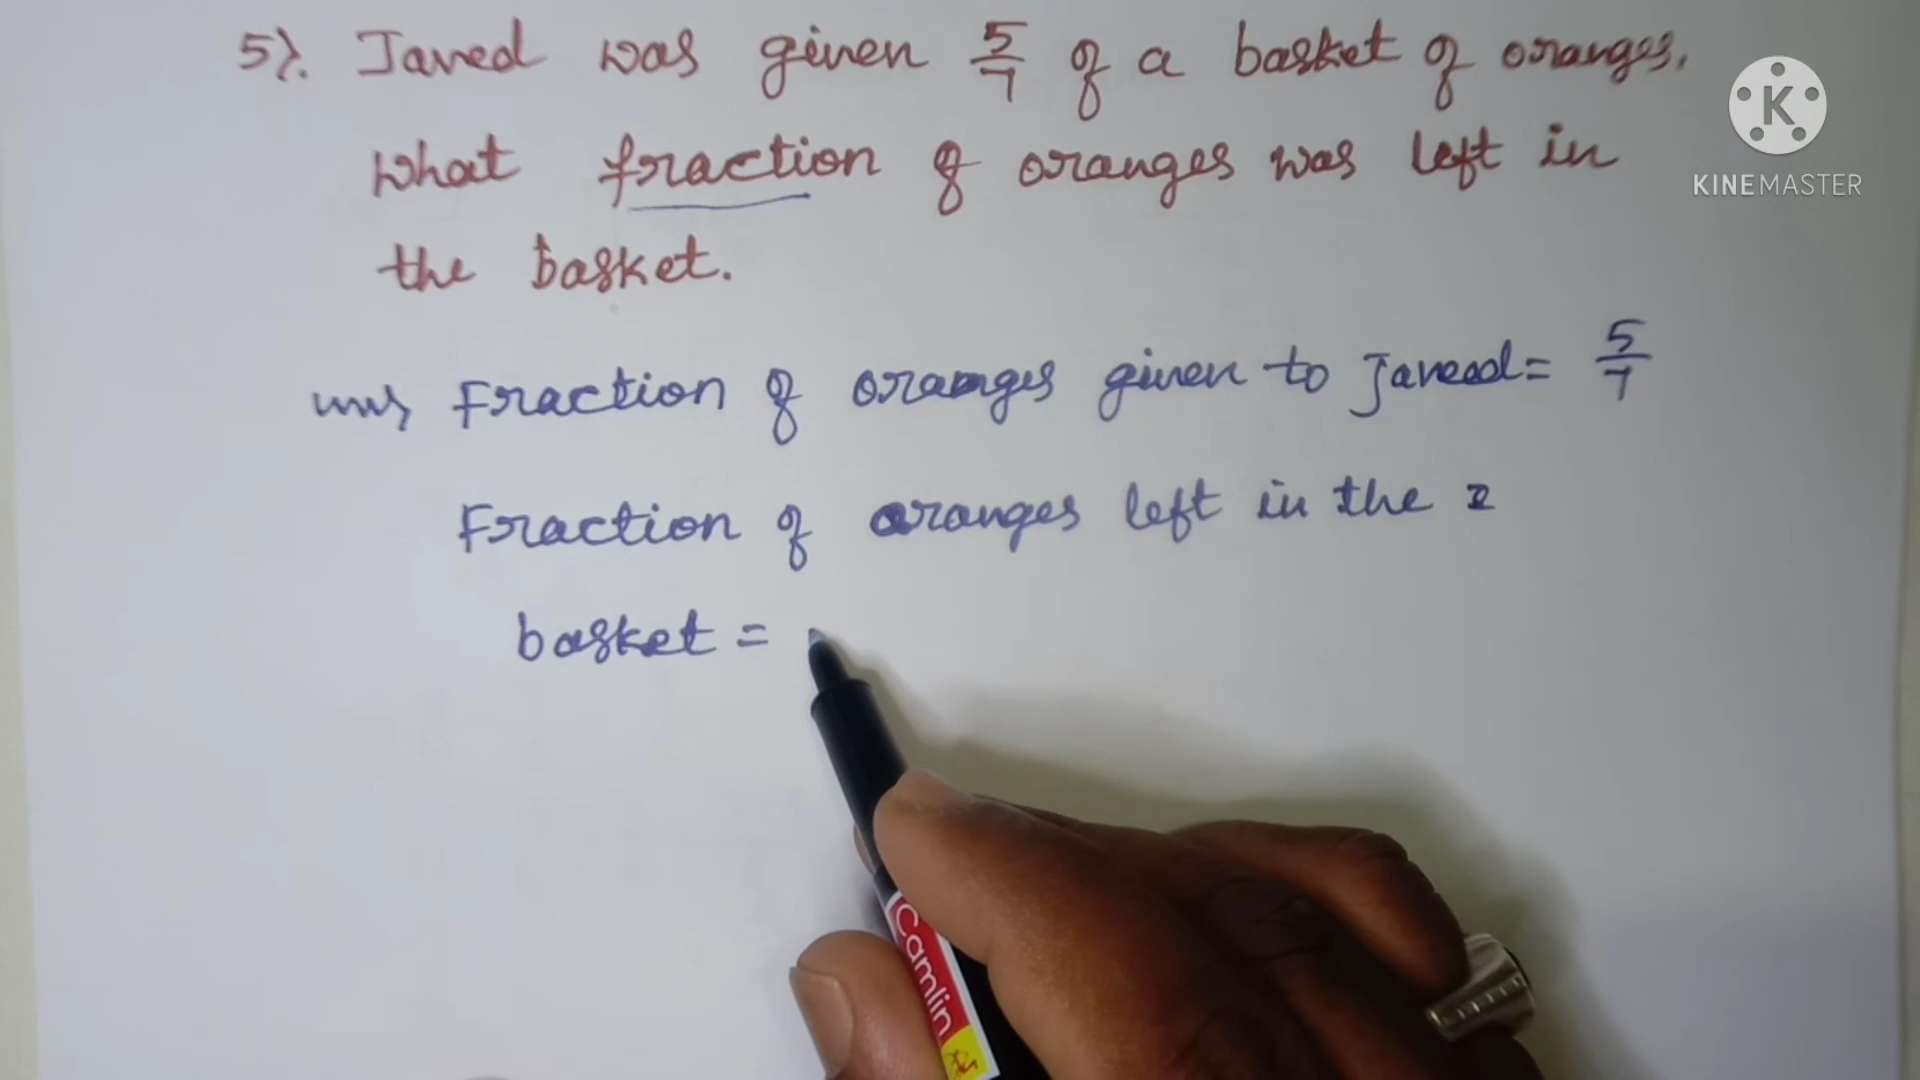 5). Javed was given 5/7 of a basket of oranges.
What fraction of oranges was left in
the basket.
Fraction of oranges given to Javed = 5/7
Fraction of oranges left in the
basket =
K
KINEMASTER
Camlin